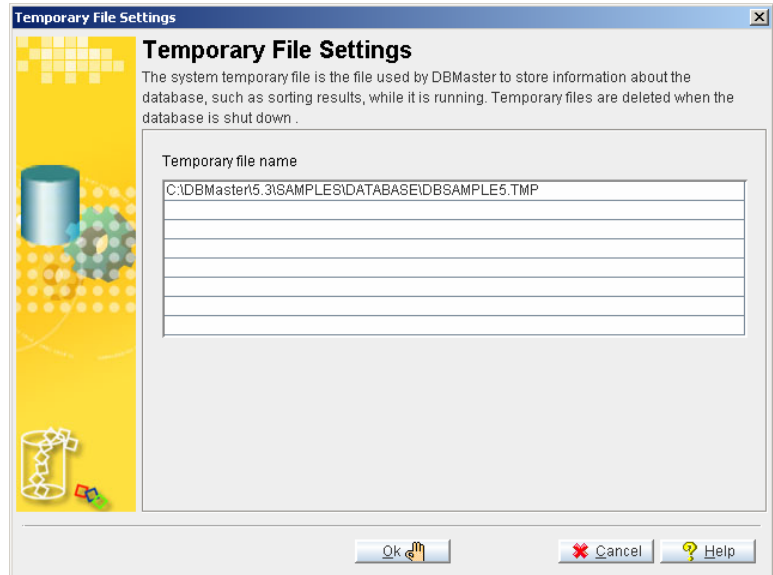 Temporary File Settings
Temporary File Settings
The system temporary file is the file used by DBMaster to store information about the
database, such as sorting results, while it is running. Temporary files are deleted when the
database is shut down .
Temporary file name
C:\DBMaster\5.3\SAMPLES\DATABASE\DBSAMPLE5.TMP
Ok Cancel Help